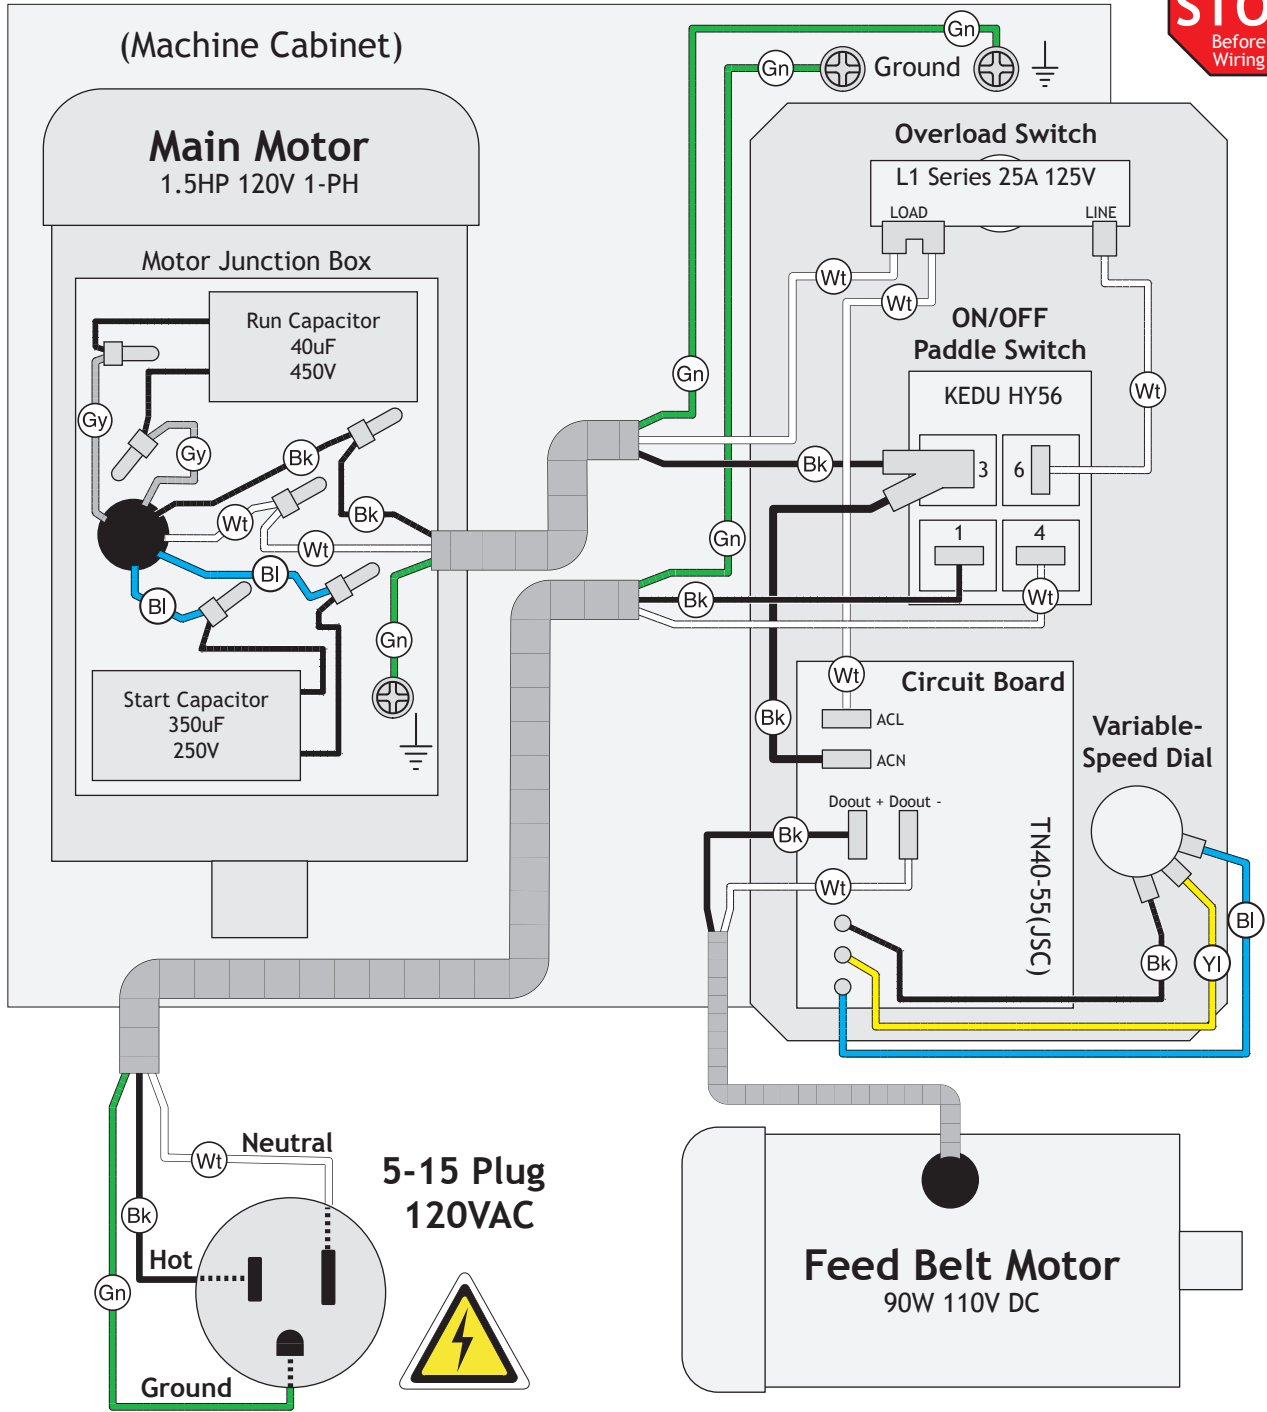 (Machine Cabinet)
Before
Wiring
Gn
Gn
Ground
Main Motor
1.5HP 120V 1-PH
Overload Switch
L1 Series 25A 125V
LOAD
LINE
Motor Junction Box
Wt
Wt
Run Capacitor
40uF
450V
ON/OFF
Paddle Switch
Gn
Wt
KEDU HY56
Gy
Gy
Bk
Bk
3
6
Bk
Wt
Wt
Gn
1
4
Bl
Bl
Bk
Wt
Gn
Wt
Circuit Board
Start Capacitor
350uF
250V
Bk
ACL
ACN
Variable-
Speed Dial
Doout + Doout -
Bk
Wt
TN40-55(JSC)
Bl
Bk
Yl
Neutral
Wt
5-15 Plug
120VAC
Bk
Hot
Gn
Ground
Feed Belt Motor
90W 110V DC